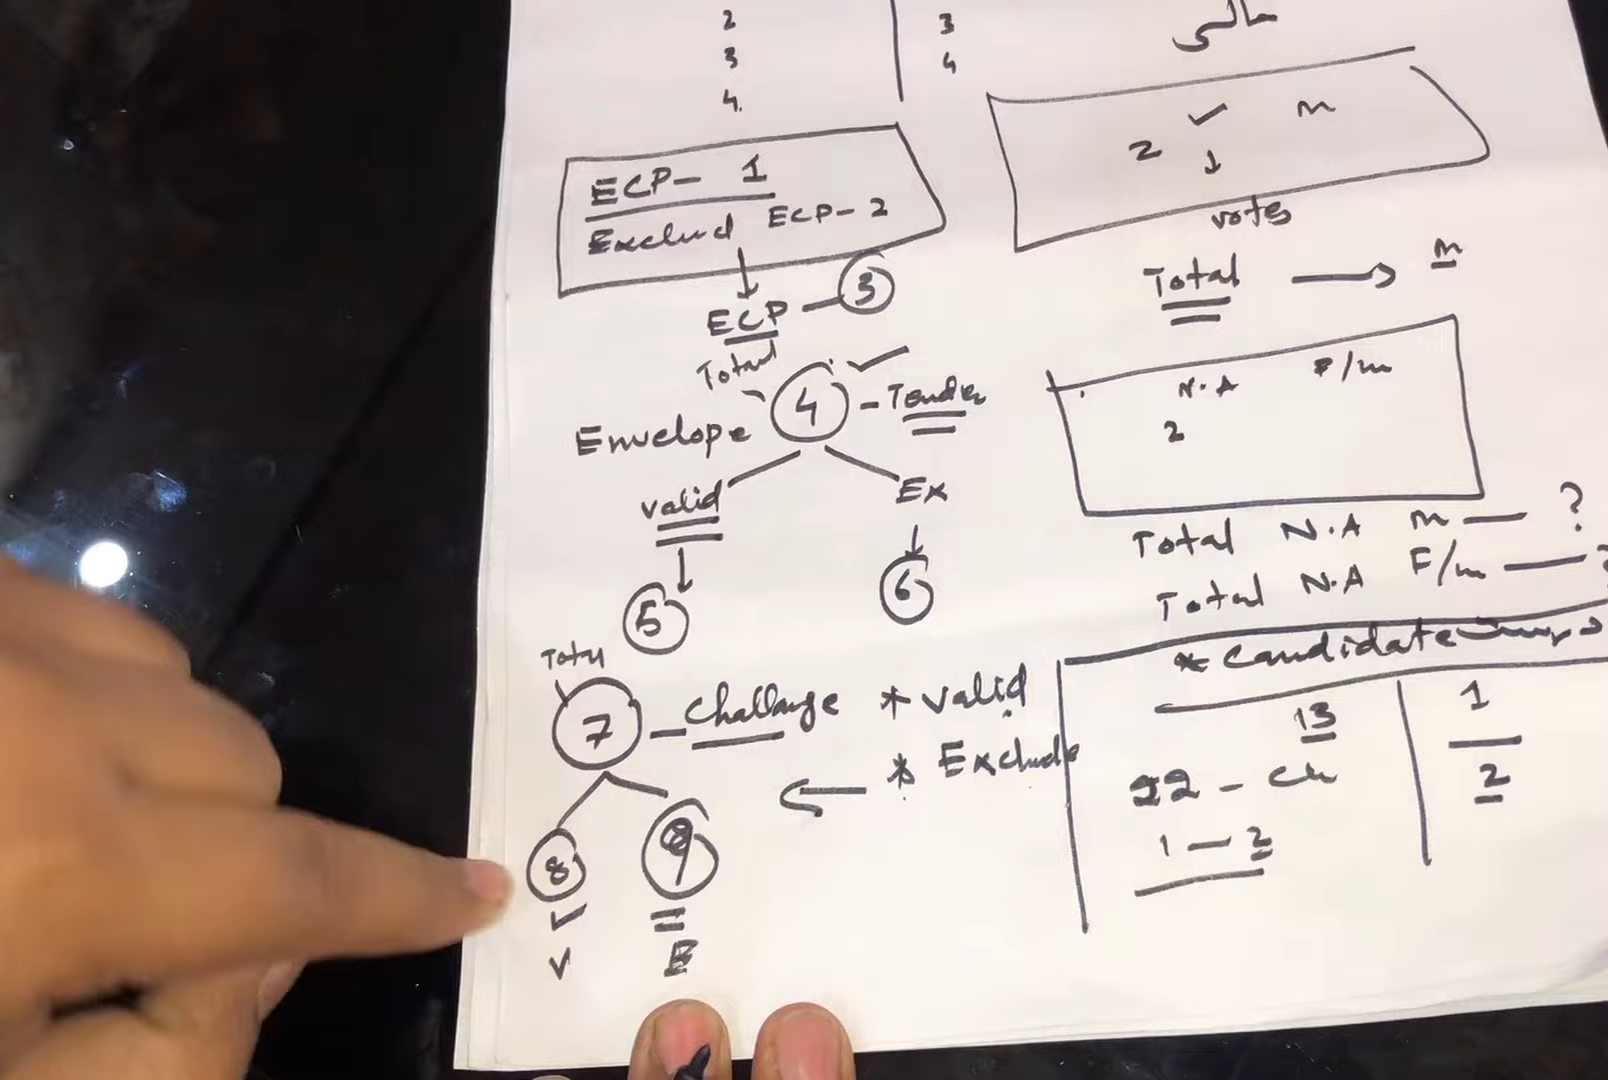 2
3
4
3
4
ECP- 1
Exclud ECP-2
ECP - 3
Total
4 - Tender
Envelope
valid
Ex
5
6
Total
7 - Challange
* valid
* Exclude
8
9
V
E
✓ m
2 ↓
votes
Total → m
N.A F/m
2
Total N.A m — ?
Total N.A F/m — ?
* Candidate
13
22 - Ch
1 — 2
1
2